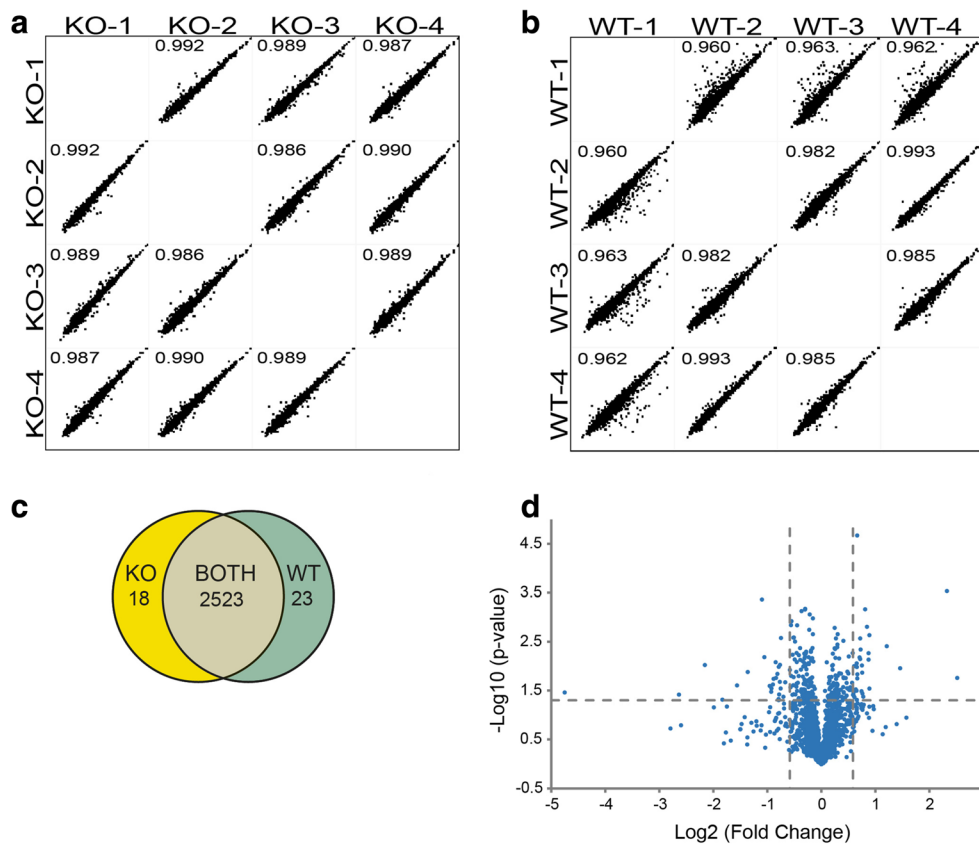 a
KO-1 KO-2 KO-3 KO-4
KO-1 0.992 0.989 0.987
KO-2 0.992 0.986 0.990
KO-3 0.989 0.986 0.989
KO-4 0.987 0.990 0.989
b
WT-1 WT-2 WT-3 WT-4
WT-1 0.960 0.963 0.962
WT-2 0.960 0.982 0.993
WT-3 0.963 0.982 0.985
WT-4 0.962 0.993 0.985
c
KO BOTH WT
18 2523 23
d
-Log10 (p-value)
4.5
3.5
2.5
1.5
0.5
-0.5
-5 -4 -3 -2 -1 0 1 2
Log2 (Fold Change)